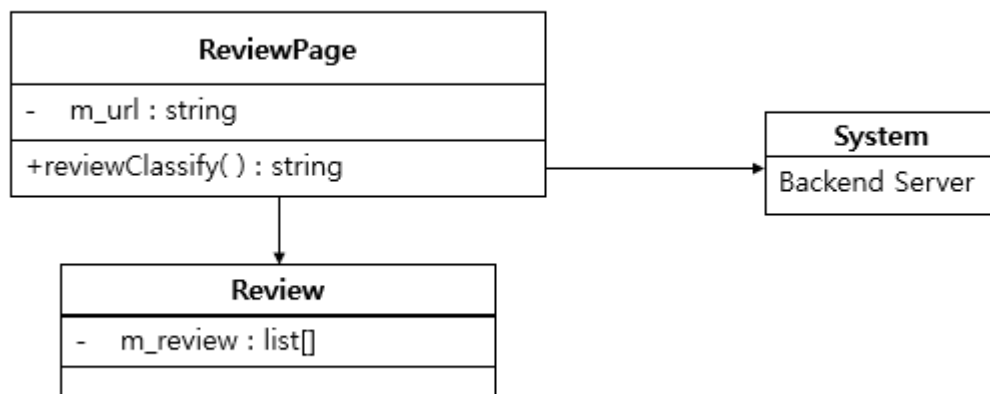 ReviewPage
- m_url : string
+reviewClassify( ) : string
System
Backend Server
Review
- m_review : list[]